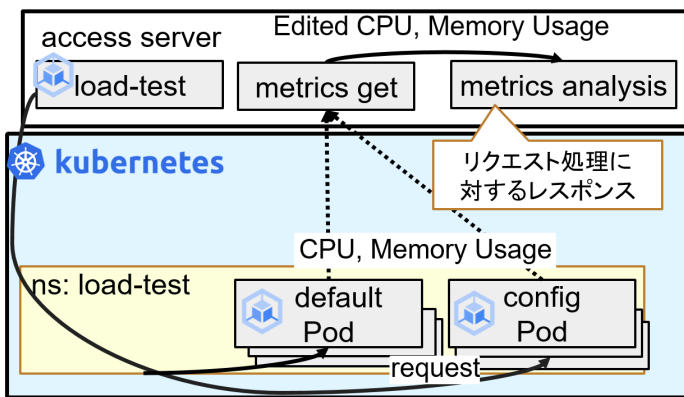 Edited CPU, Memory Usage
access server
load-test
metrics get
metrics analysis
リクエスト処理に
対するレスポンス
kubernetes
CPU, Memory Usage
ns: load-test
default
Pod
config
Pod
request